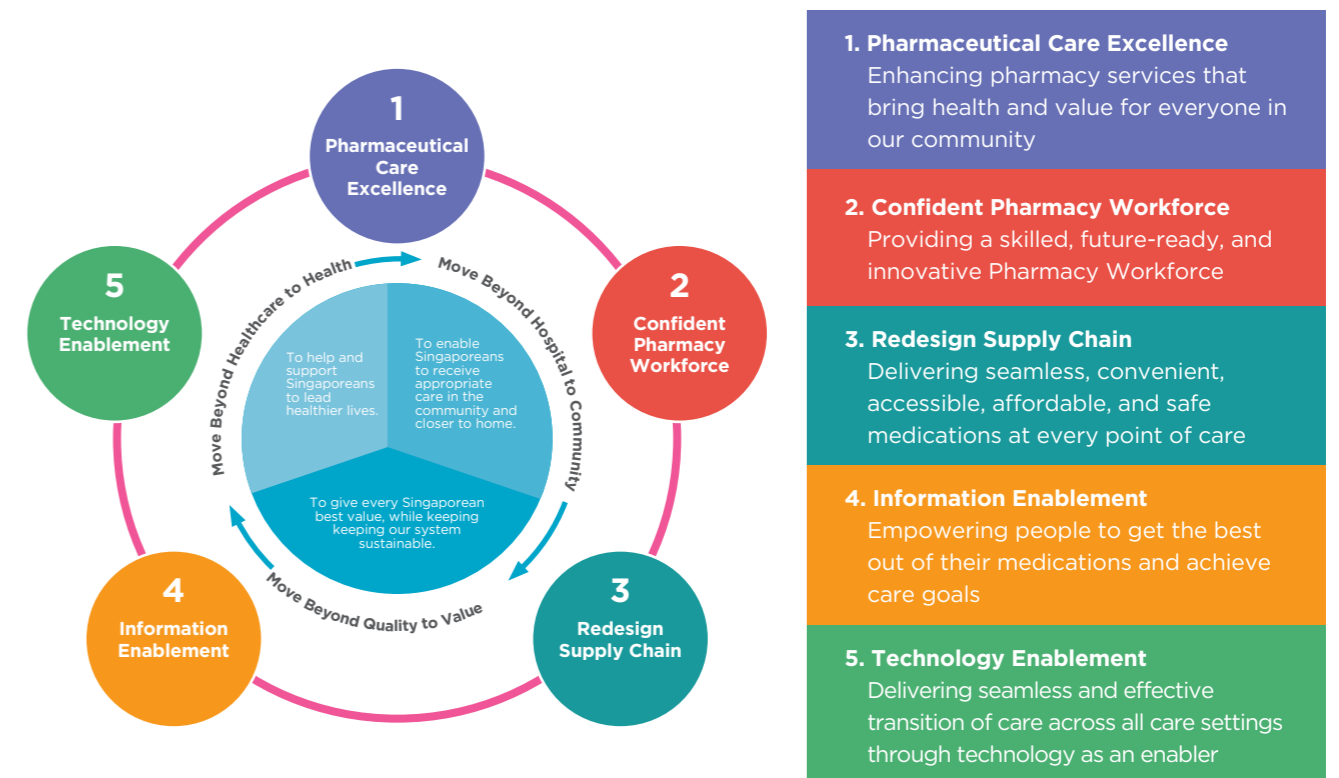 1
Pharmaceutical
Care
Excellence
2
Confident
Pharmacy
Workforce
3
Redesign
Supply Chain
4
Information
Enablement
5
Technology
Enablement
Move Beyond Healthcare to Health
Move Beyond Hospital to Community
Move Beyond Quality to Value
To help and
support
Singaporeans
to lead
healthier lives.
To enable
Singaporeans
to receive
appropriate
care in the
community and
closer to home.
To give every Singaporean
best value, while keeping
keeping our system
sustainable.
1. Pharmaceutical Care Excellence
Enhancing pharmacy services that
bring health and value for everyone in
our community
2. Confident Pharmacy Workforce
Providing a skilled, future-ready, and
innovative Pharmacy Workforce
3. Redesign Supply Chain
Delivering seamless, convenient,
accessible, affordable, and safe
medications at every point of care
4. Information Enablement
Empowering people to get the best
out of their medications and achieve
care goals
5. Technology Enablement
Delivering seamless and effective
transition of care across all care settings
through technology as an enabler